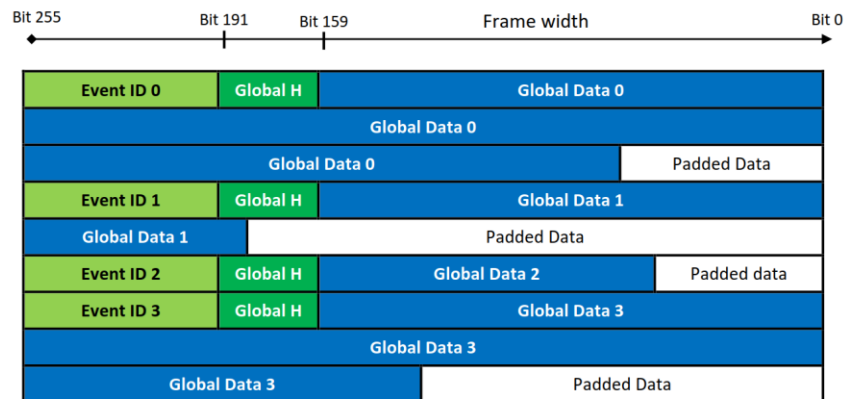 Bit 255 Bit 191 Bit 159 Frame width Bit 0
Event ID 0 Global H Global Data 0
Global Data 0
Global Data 0 Padded Data
Event ID 1 Global H Global Data 1
Global Data 1 Padded Data
Event ID 2 Global H Global Data 2 Padded data
Event ID 3 Global H Global Data 3
Global Data 3
Global Data 3 Padded Data